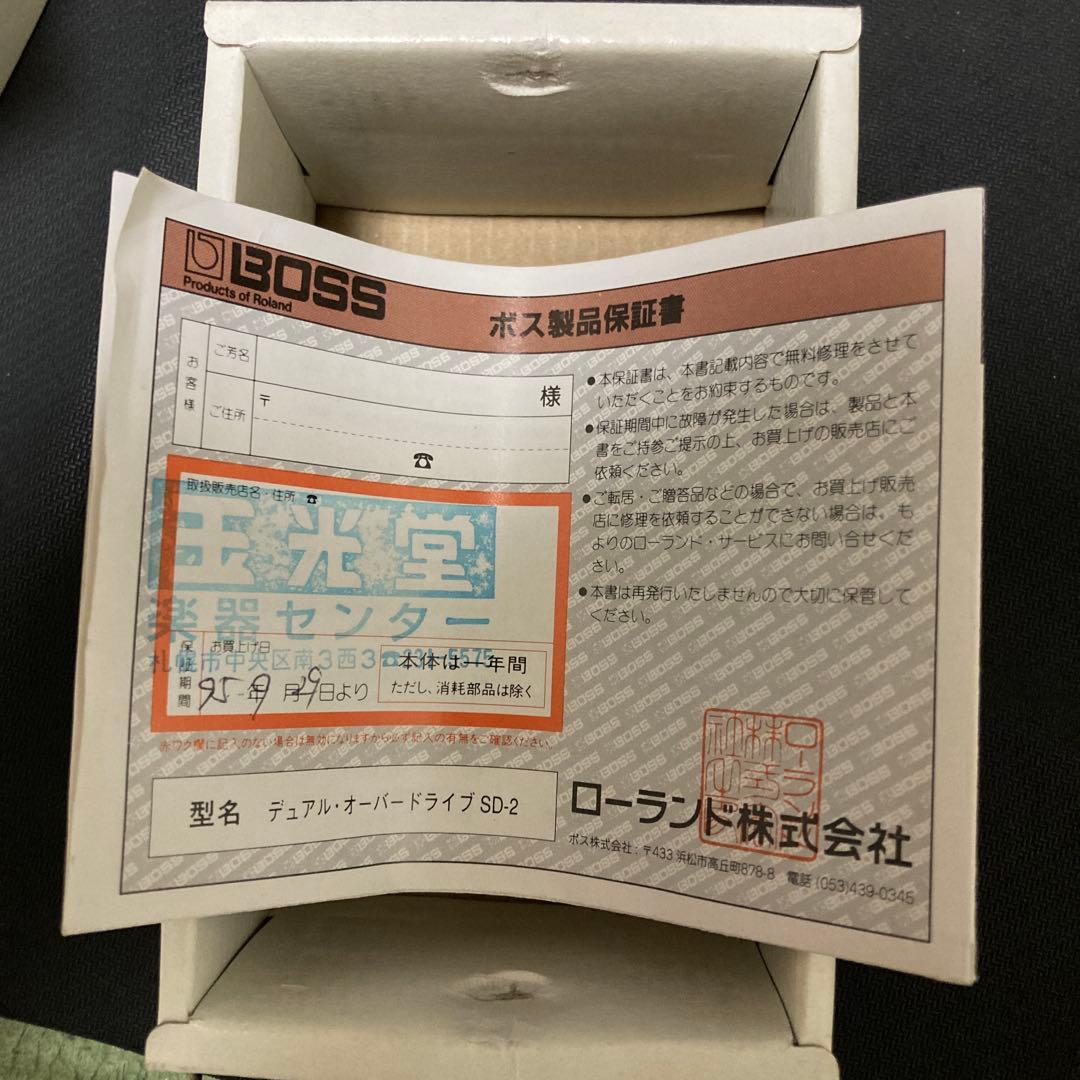 BOSS
Products of Roland
ボス製品保証書
お客様
ご芳名
様
ご住所
〒
☎
取扱販売店名・住所 ☎
玉光堂
楽器センター
札幌市中央区南3西3☎231-5575
保証期間
お買上げ日
95年9月29日より
本体は一年間
ただし、消耗部品は除く
赤ワク欄に記入のない場合は無効になりますから必ず記入の有無をご確認ください。
型名 デュアル・オーバードライブ SD-2
●本保証書は、本書記載内容で無料修理をさせて
いただくことをお約束するものです。
●保証期間中に故障が発生した場合は、製品と本
書をご持参ご提示の上、お買上げの販売店にご
依頼ください。
●ご転居・ご贈答品などの場合で、お買上げ販売
店に修理を依頼することができない場合は、も
よりのローランド・サービスにお問い合せくだ
さい。
●本書は再発行いたしませんので大切に保管して
ください。
ローランド株式会社
ボス株式会社：〒433 浜松市高丘町878-8 電話 (053)439-0345